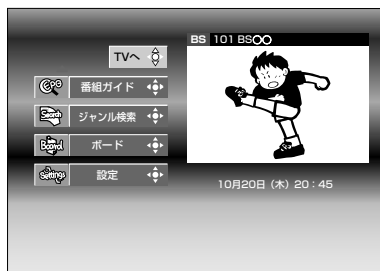 TVへ
EPG 番組ガイド
Search ジャンル検索
Board ボード
Settings 設定
BS 101 BS〇〇
10月20日（木）20：45